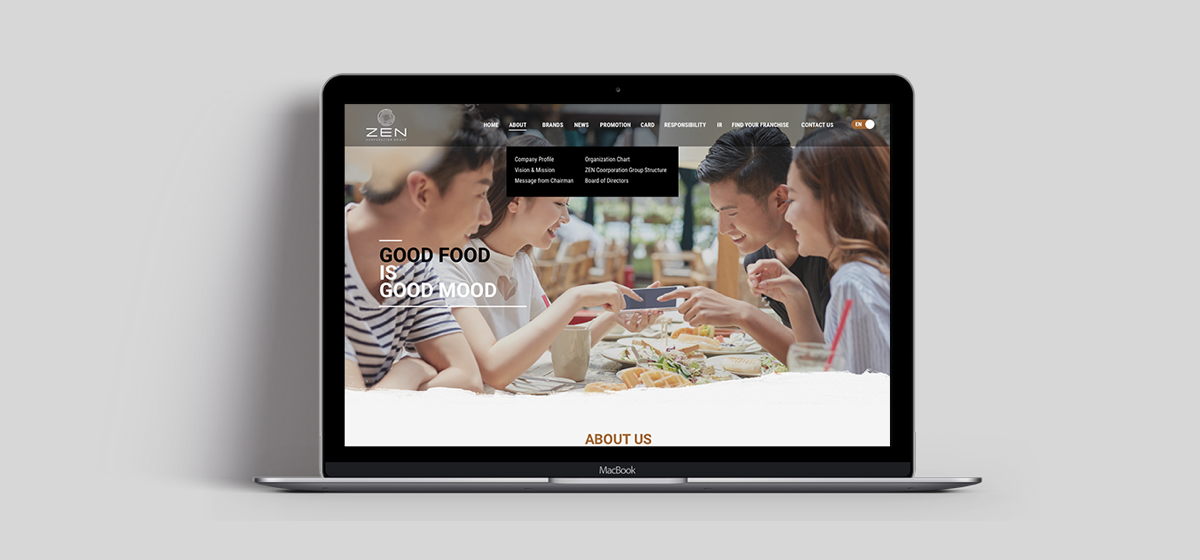 ZEN
CORPORATION GROUP
HOME ABOUT BRANDS NEWS PROMOTION CARD RESPONSIBILITY IR FIND YOUR FRANCHISE CONTACT US EN
Company Profile Organization Chart
Vision & Mission ZEN Coorporation Group Structure
Message from Chairman Board of Directors
GOOD FOOD
IS
GOOD MOOD
ABOUT US
MacBook